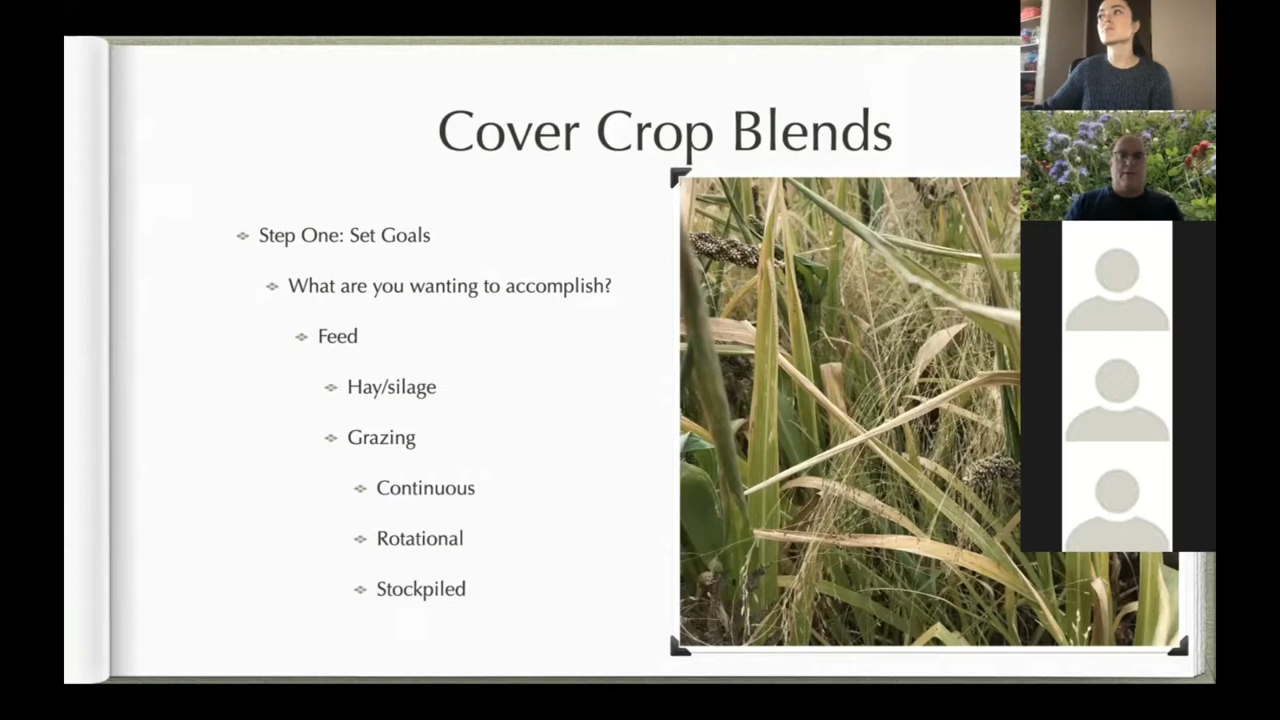 Cover Crop Blends
Step One: Set Goals
What are you wanting to accomplish?
Feed
Hay/silage
Grazing
Continuous
Rotational
Stockpiled